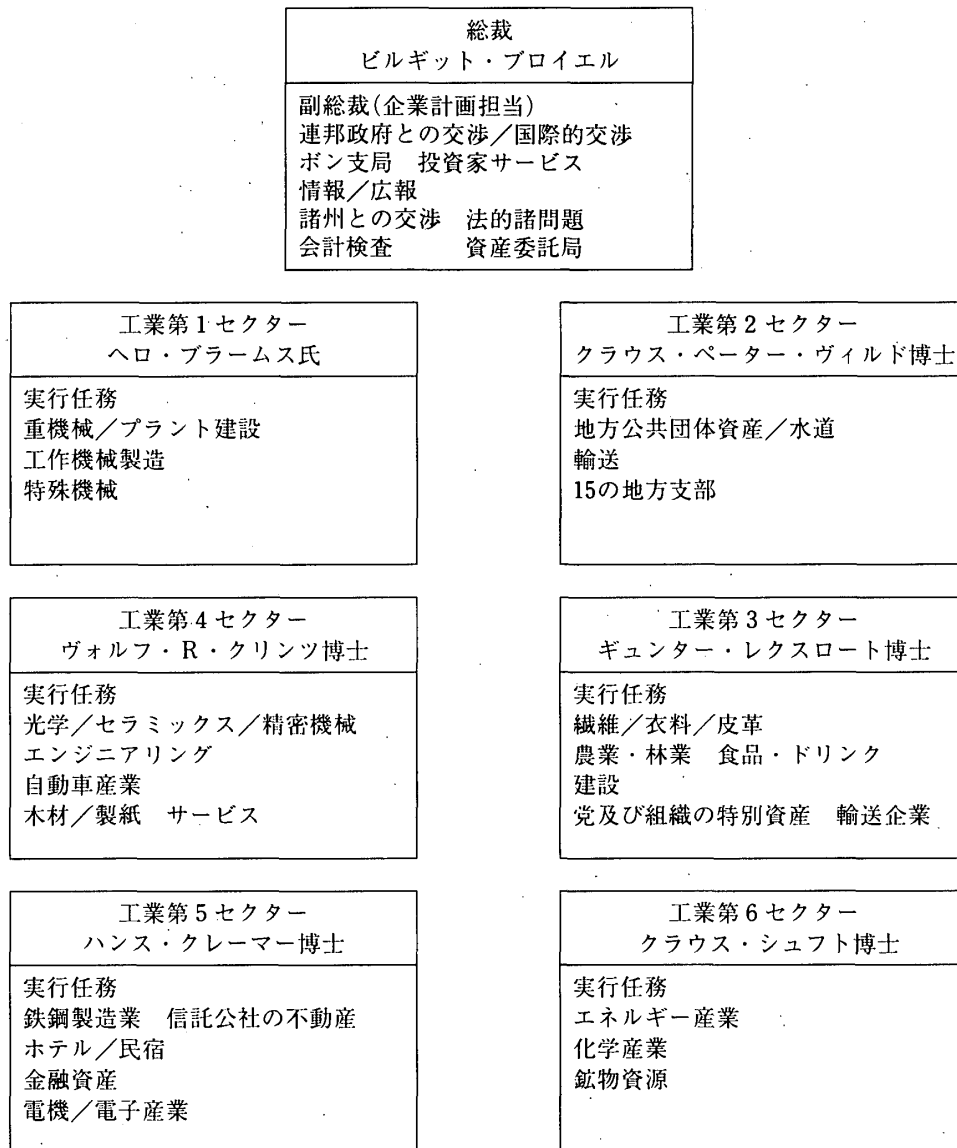 総裁
ビルギット・ブロイエル
副総裁(企業計画担当)
連邦政府との交渉／国際的交渉
ボン支局　投資家サービス
情報／広報
諸州との交渉　法的諸問題
会計検査　　　資産委託局
工業第1セクター
ヘロ・ブラームス氏
実行任務
重機械／プラント建設
工作機械製造
特殊機械
工業第2セクター
クラウス・ペーター・ヴィルド博士
実行任務
地方公共団体資産／水道
輸送
15の地方支部
工業第4セクター
ヴォルフ・R・クリンツ博士
実行任務
光学／セラミックス／精密機械
エンジニアリング
自動車産業
木材／製紙　サービス
工業第3セクター
ギュンター・レクスロート博士
実行任務
繊維／衣料／皮革
農業・林業　食品・ドリンク
建設
党及び組織の特別資産　輸送企業
工業第5セクター
ハンス・クレーマー博士
実行任務
鉄鋼製造業　信託公社の不動産
ホテル／民宿
金融資産
電機／電子産業
工業第6セクター
クラウス・シュフト博士
実行任務
エネルギー産業
化学産業
鉱物資源